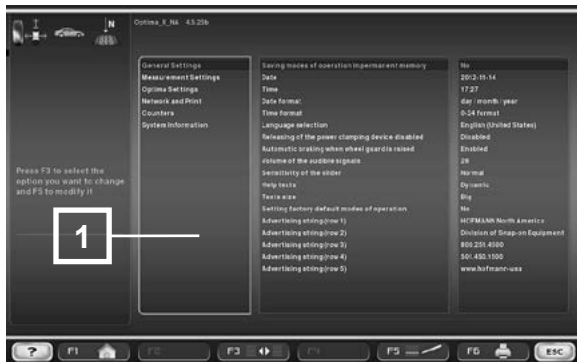 N
Optima_II_NA 4.5.25b
General Settings
Measurement Settings
Optima Settings
Network and Print
Counters
System Information
Saving modes of operation in permanent memory No
Date 2012-11-14
Time 17:27
Date format day / month / year
Time format 0-24 format
Language selection English (United States)
Releasing of the power clamping device disabled Disabled
Automatic braking when wheel guard is raised Enabled
Volume of the audible signals 20
Sensitivity of the slider Normal
Help texts Dynamic
Texts size Big
Setting factory default modes of operation No
Advertising string (row 1) HOFMANN North America
Advertising string (row 2) Division of Snap-on Equipment
Advertising string (row 3) 800.251.4500
Advertising string (row 4) 501.450.1500
Advertising string (row 5) www.hofmann-usa
Press F3 to select the
option you want to change
and F5 to modify it
1
? F1 F2 F3 F4 F5 F6 ESC